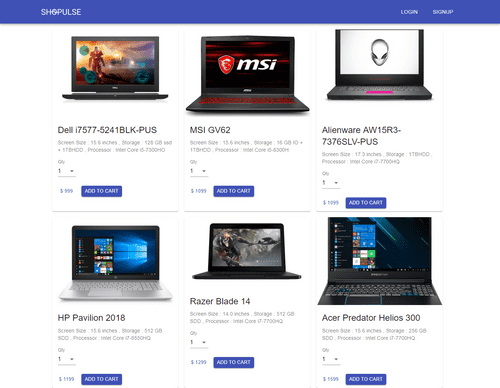 SHOPULSE
LOGIN
SIGNUP
msi
Dell i7577-5241BLK-PUS
Screen Size : 15.6 inches , Storage : 128 GB ssd
+ 1TBHDD , Processor : Intel Core i5-7300HQ
Qty
1
$ 999
ADD TO CART
MSI GV62
Screen Size : 15.6 inches , Storage : 16 GB IO +
1TBHDD , Processor : Intel Core i5-8300H
Qty
1
$ 1099
ADD TO CART
Alienware AW15R3-
7376SLV-PUS
Screen Size : 17.3 inches , Storage : 1TBHDD ,
Processor : Intel Core i7-7700HQ
Qty
1
$ 1099
ADD TO CART
HP Pavilion 2018
Screen Size : 15.6 inches , Storage : 512 GB
SDD , Processor : Intel Core i7-8550HQ
Qty
1
$ 1199
ADD TO CART
Razer Blade 14
Screen Size : 14.0 inches , Storage : 512 GB
SDD , Processor : Intel Core i7-7700HQ
Qty
1
$ 1299
ADD TO CART
Acer Predator Helios 300
Screen Size : 15.6 inches , Storage : 256 GB
SDD , Processor : Intel Core i7-7700HQ
Qty
1
$ 1599
ADD TO CART